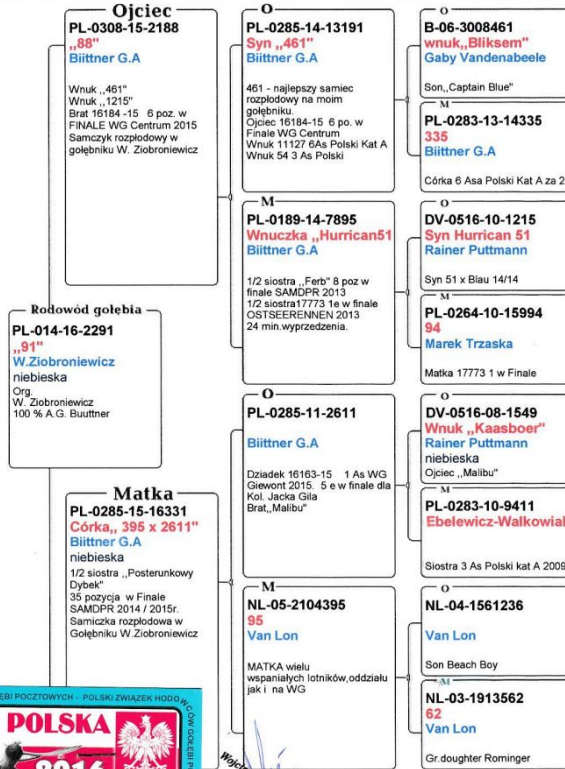 Rodowód gołębia
PL-014-16-2291
,,91"
W.Ziobroniewicz
niebieska
Org.
W. Ziobroniewicz
100 % A.G. Buuttner
Ojciec
PL-0308-15-2188
,,88"
Biittner G.A
Wnuk ,,461"
Wnuk ,,1215"
Brat 16184 -15 6 poz. w
FINALE WG Centrum 2015
Samczyk rozpłodowy w
gołębniku W. Ziobroniewicz
Matka
PL-0285-15-16331
Córka,, 395 x 2611"
Biittner G.A
niebieska
1/2 siostra ,,Posterunkowy
Dybek"
35 pozycja w Finale
SAMDPR 2014 / 2015r.
Samiczka rozpłodowa w
Gołębniku W.Ziobroniewicz
O
PL-0285-14-13191
Syn ,,461"
Biittner G.A
461 - najlepszy samiec
rozpłodowy na moim
gołębniku.
Ojciec 16184-15 6 po. w
Finale WG Centrum
Wnuk 11127 6As Polski Kat A
Wnuk 54 3 As Polski
M
PL-0189-14-7895
Wnuczka ,,Hurrican51
Biittner G.A
1/2 siostra ,,Ferb" 8 poz w
finale SAMDPR 2013
1/2 siostra17773 1e w finale
OSTSEERENNEN 2013
24 min.wyprzedzenia.
O
PL-0285-11-2611
Biittner G.A
Dziadek 16163-15 1 As WG
Giewont 2015. 5 e w finale dla
Kol. Jacka Gila
Brat,,Malibu"
M
NL-05-2104395
95
Van Lon
MATKA wielu
wspaniałych lotników,oddziału
jak i na WG
O
B-06-3008461
wnuk,,Bliksem"
Gaby Vandenabeele
Son,,Captain Blue"
M
PL-0283-13-14335
335
Biittner G.A
Córka 6 Asa Polski Kat A za 2
O
DV-0516-10-1215
Syn Hurrican 51
Rainer Puttmann
Syn 51 x Blau 14/14
M
PL-0264-10-15994
94
Marek Trzaska
Matka 17773 1 w Finale
O
DV-0516-08-1549
Wnuk ,,Kaasboer"
Rainer Puttmann
niebieska
Ojciec ,,Malibu"
M
PL-0283-10-9411
Ebelewicz-Walkowiak
Siostra 3 As Polski kat A 2009
O
NL-04-1561236
Van Lon
Son Beach Boy
M
NL-03-1913562
62
Van Lon
Gr.doughter Rominger
POCZTOWYCH - POLSKI ZWIĄZEK HODOWCÓW GOŁĘBI
POLSKA
2016